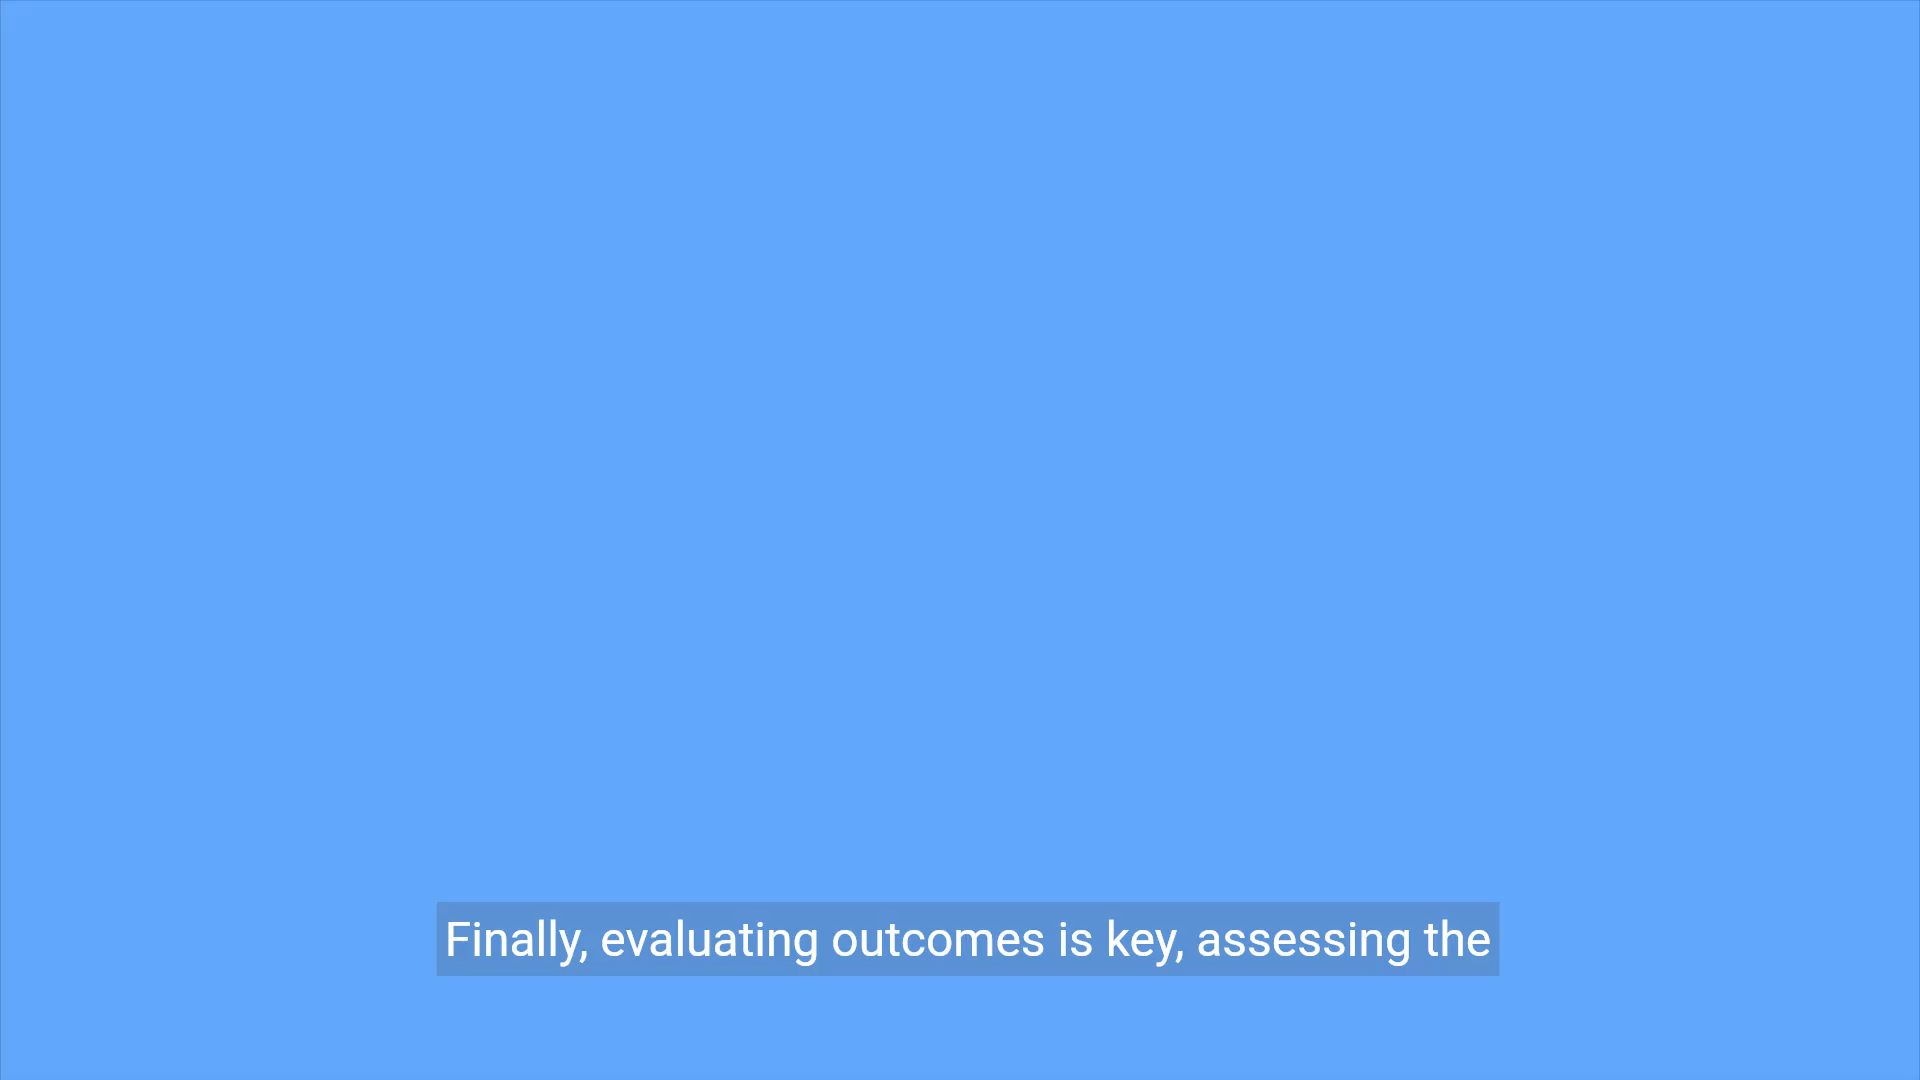 Finally, evaluating outcomes is key, assessing the